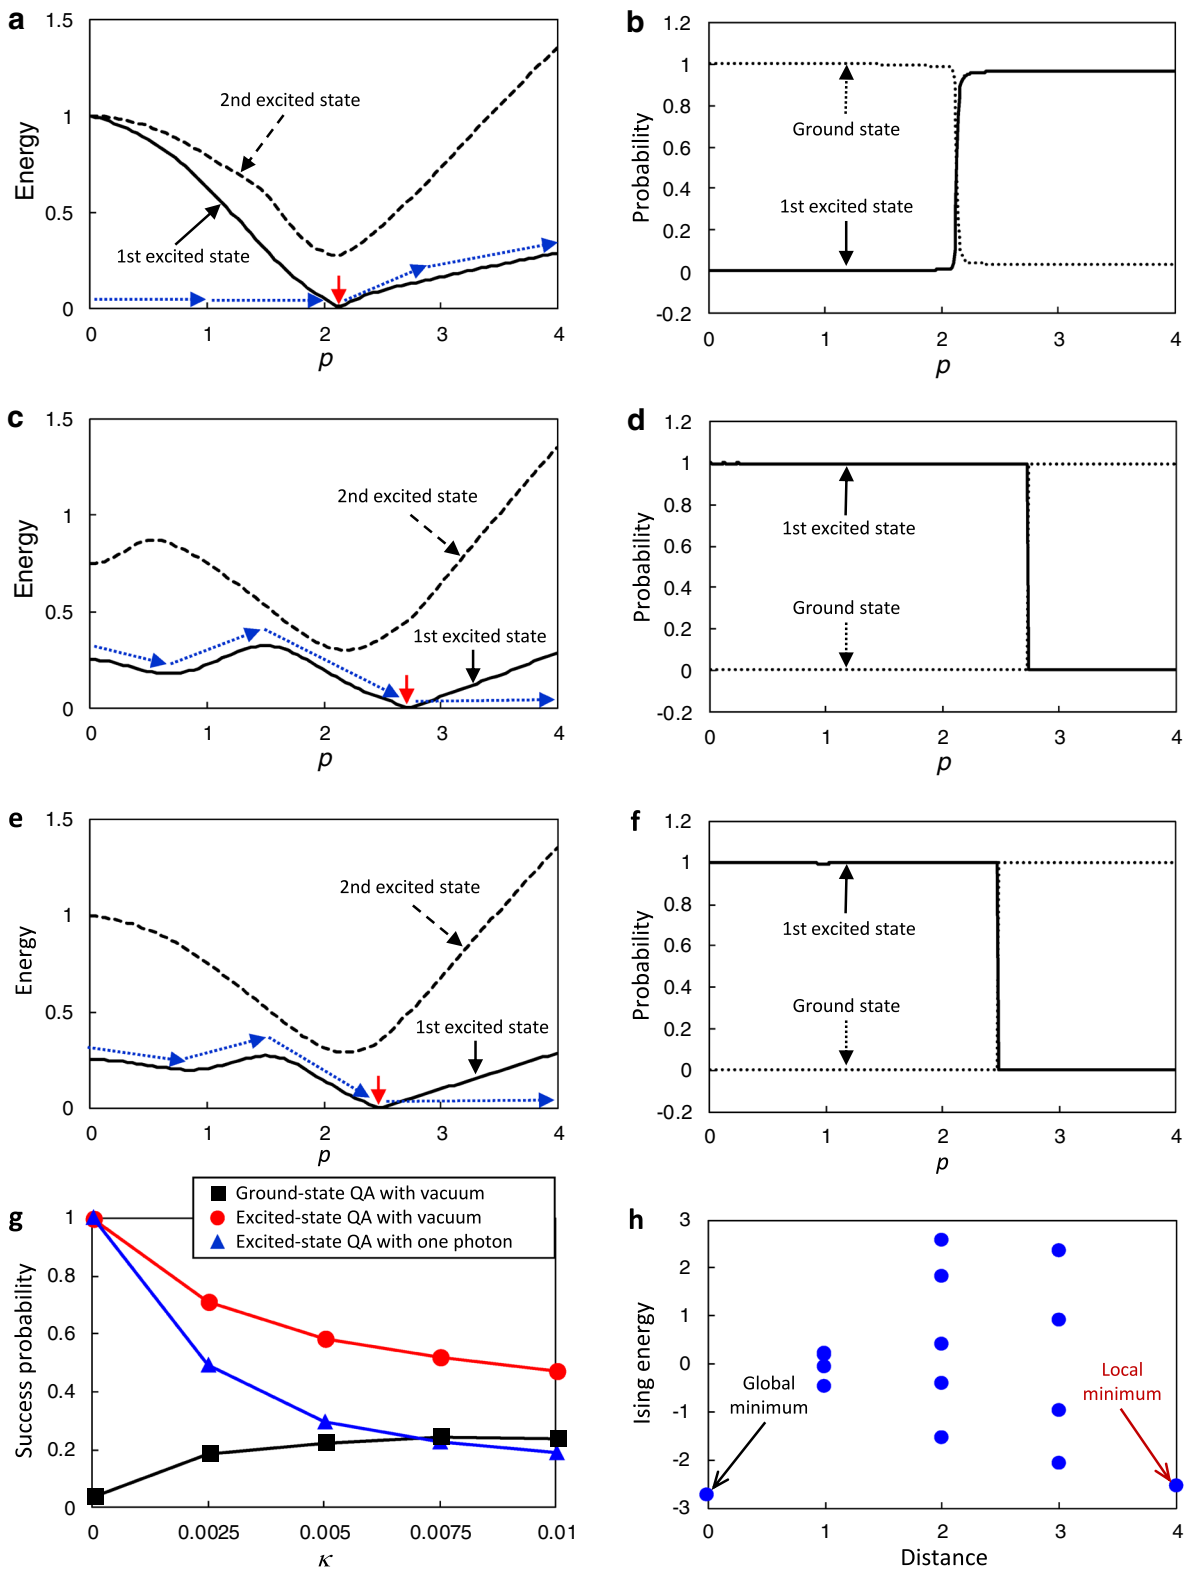 a
1.5
1
0.5
0
Energy
2nd excited state
1st excited state
0 1 2 3 4
p
b
1.2
1
0.8
0.6
0.4
0.2
0
-0.2
Probability
Ground state
1st excited state
0 1 2 3 4
p
c
1.5
1
0.5
0
Energy
2nd excited state
1st excited state
0 1 2 3 4
p
d
1.2
1
0.8
0.6
0.4
0.2
0
-0.2
Probability
1st excited state
Ground state
0 1 2 3 4
p
e
1.5
1
0.5
0
Energy
2nd excited state
1st excited state
0 1 2 3 4
p
f
1.2
1
0.8
0.6
0.4
0.2
0
-0.2
Probability
1st excited state
Ground state
0 1 2 3 4
p
g
Ground-state QA with vacuum
Excited-state QA with vacuum
Excited-state QA with one photon
1
0.8
0.6
0.4
0.2
0
Success probability
0 0.0025 0.005 0.0075 0.01
κ
h
3
2
1
0
-1
-2
-3
Ising energy
Global
minimum
Local
minimum
0 1 2 3 4
Distance